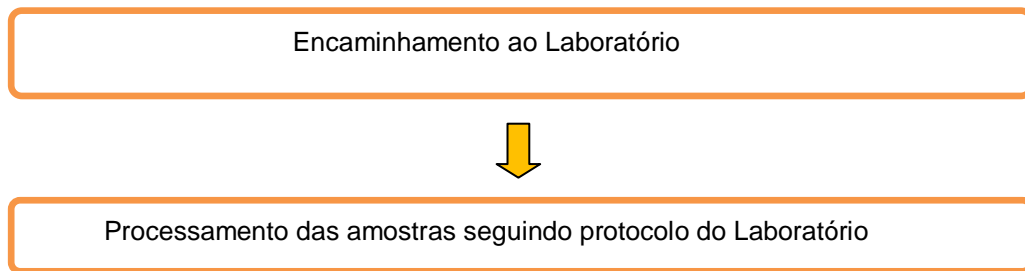 Encaminhamento ao Laboratório
Processamento das amostras seguindo protocolo do Laboratório